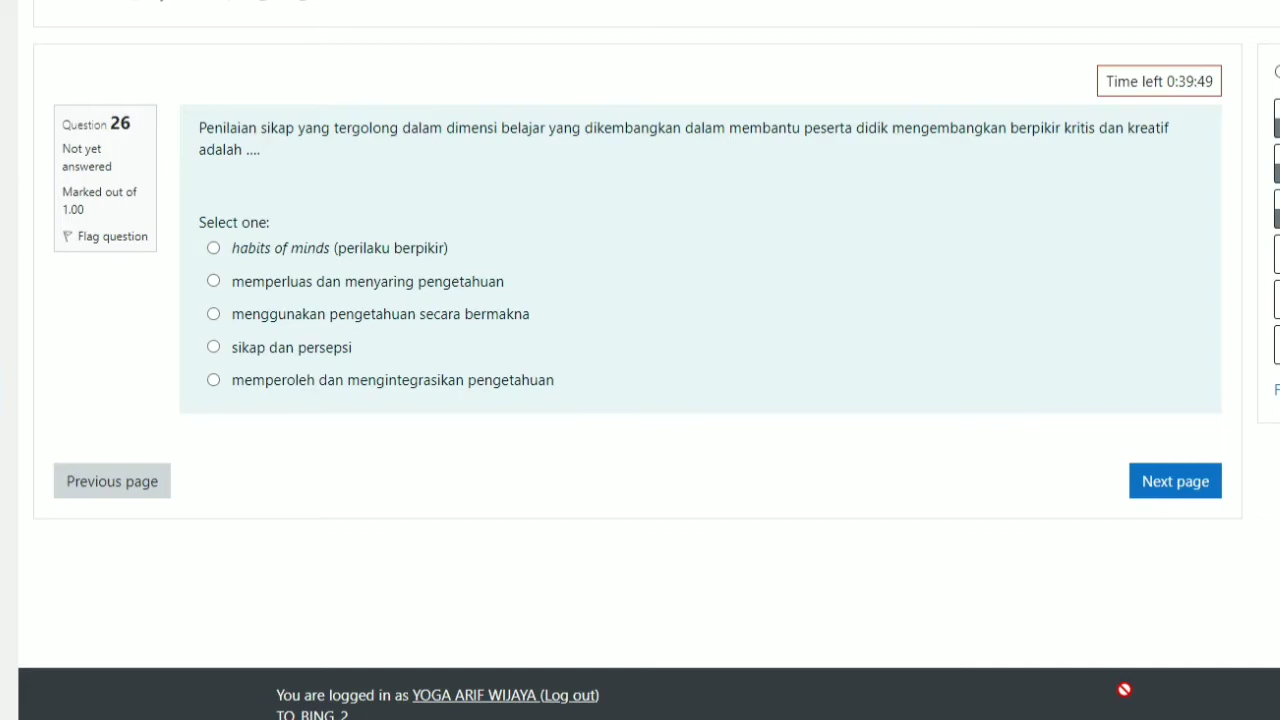 Time left 0:39:49
Question 26
Not yet
answered
Marked out of
1.00
Flag question
Penilaian sikap yang tergolong dalam dimensi belajar yang dikembangkan dalam membantu peserta didik mengembangkan berpikir kritis dan kreatif
adalah ....
Select one:
habits of minds (perilaku berpikir)
memperluas dan menyaring pengetahuan
menggunakan pengetahuan secara bermakna
sikap dan persepsi
memperoleh dan mengintegrasikan pengetahuan
Previous page
Next page
You are logged in as YOGA ARIF WIJAYA (Log out)
TO_BING_2